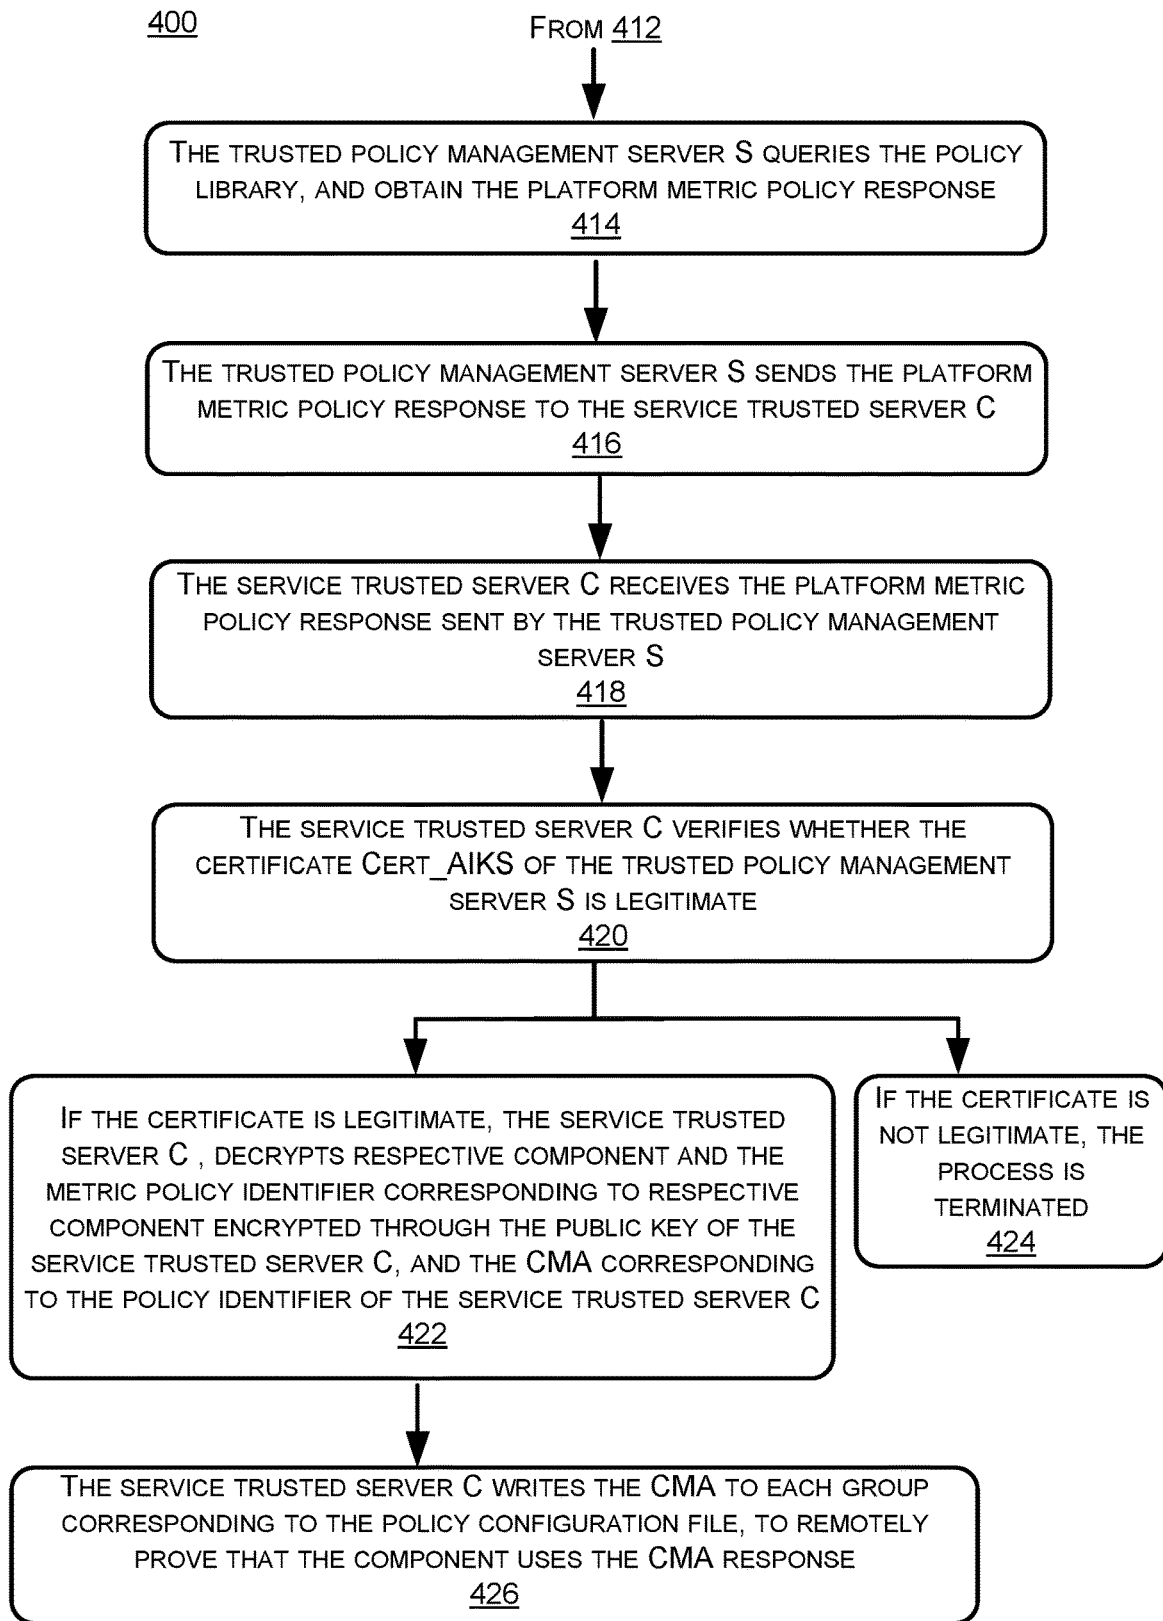 400
FROM 412
THE TRUSTED POLICY MANAGEMENT SERVER S QUERIES THE POLICY
LIBRARY, AND OBTAIN THE PLATFORM METRIC POLICY RESPONSE
414
THE TRUSTED POLICY MANAGEMENT SERVER S SENDS THE PLATFORM
METRIC POLICY RESPONSE TO THE SERVICE TRUSTED SERVER C
416
THE SERVICE TRUSTED SERVER C RECEIVES THE PLATFORM METRIC
POLICY RESPONSE SENT BY THE TRUSTED POLICY MANAGEMENT
SERVER S
418
THE SERVICE TRUSTED SERVER C VERIFIES WHETHER THE
CERTIFICATE CERT_AIKS OF THE TRUSTED POLICY MANAGEMENT
SERVER S IS LEGITIMATE
420
IF THE CERTIFICATE IS LEGITIMATE, THE SERVICE TRUSTED
SERVER C , DECRYPTS RESPECTIVE COMPONENT AND THE
METRIC POLICY IDENTIFIER CORRESPONDING TO RESPECTIVE
COMPONENT ENCRYPTED THROUGH THE PUBLIC KEY OF THE
SERVICE TRUSTED SERVER C, AND THE CMA CORRESPONDING
TO THE POLICY IDENTIFIER OF THE SERVICE TRUSTED SERVER C
422
IF THE CERTIFICATE IS
NOT LEGITIMATE, THE
PROCESS IS
TERMINATED
424
THE SERVICE TRUSTED SERVER C WRITES THE CMA TO EACH GROUP
CORRESPONDING TO THE POLICY CONFIGURATION FILE, TO REMOTELY
PROVE THAT THE COMPONENT USES THE CMA RESPONSE
426